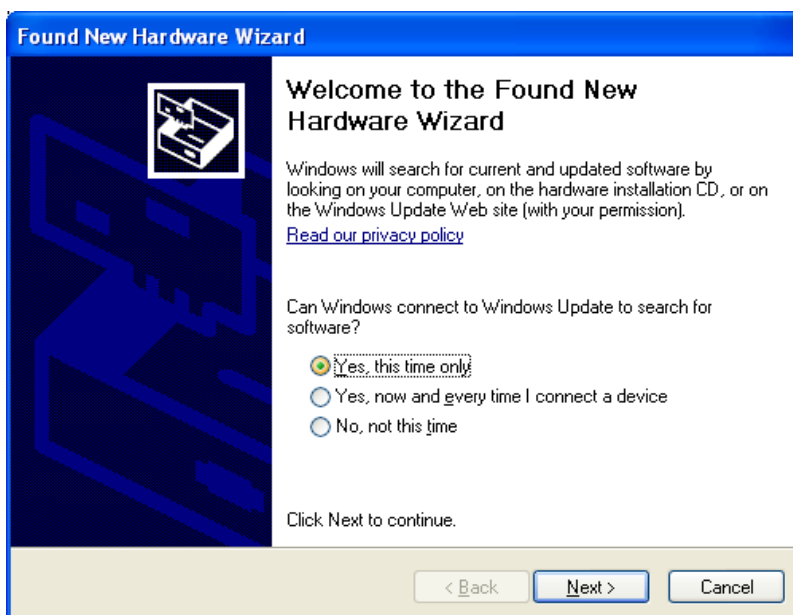 Found New Hardware Wizard
Welcome to the Found New
Hardware Wizard
Windows will search for current and updated software by
looking on your computer, on the hardware installation CD, or on
the Windows Update Web site (with your permission).
Read our privacy policy
Can Windows connect to Windows Update to search for
software?
Yes, this time only
Yes, now and every time I connect a device
No, not this time
Click Next to continue.
< Back Next > Cancel